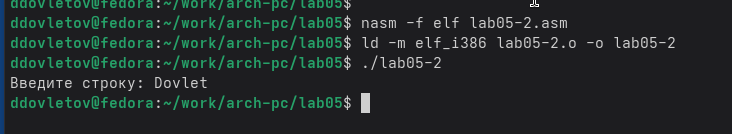 ddovletov@fedora:~/work/arch-pc/lab05$
ddovletov@fedora:~/work/arch-pc/lab05$ nasm -f elf lab05-2.asm
ddovletov@fedora:~/work/arch-pc/lab05$ ld -m elf_i386 lab05-2.o -o lab05-2
ddovletov@fedora:~/work/arch-pc/lab05$ ./lab05-2
Введите строку: Dovlet
ddovletov@fedora:~/work/arch-pc/lab05$